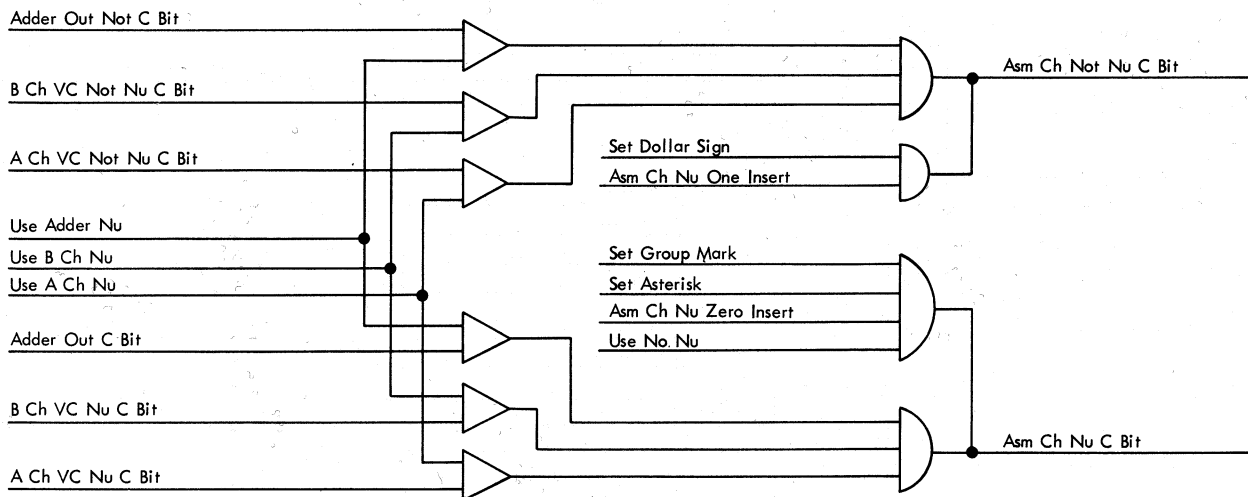 Adder Out Not C Bit
B Ch VC Not Nu C Bit
A Ch VC Not Nu C Bit
Use Adder Nu
Use B Ch Nu
Use A Ch Nu
Adder Out C Bit
B Ch VC Nu C Bit
A Ch VC Nu C Bit
Set Dollar Sign
Asm Ch Nu One Insert
Set Group Mark
Set Asterisk
Asm Ch Nu Zero Insert
Use No. Nu
Asm Ch Not Nu C Bit
Asm Ch Nu C Bit